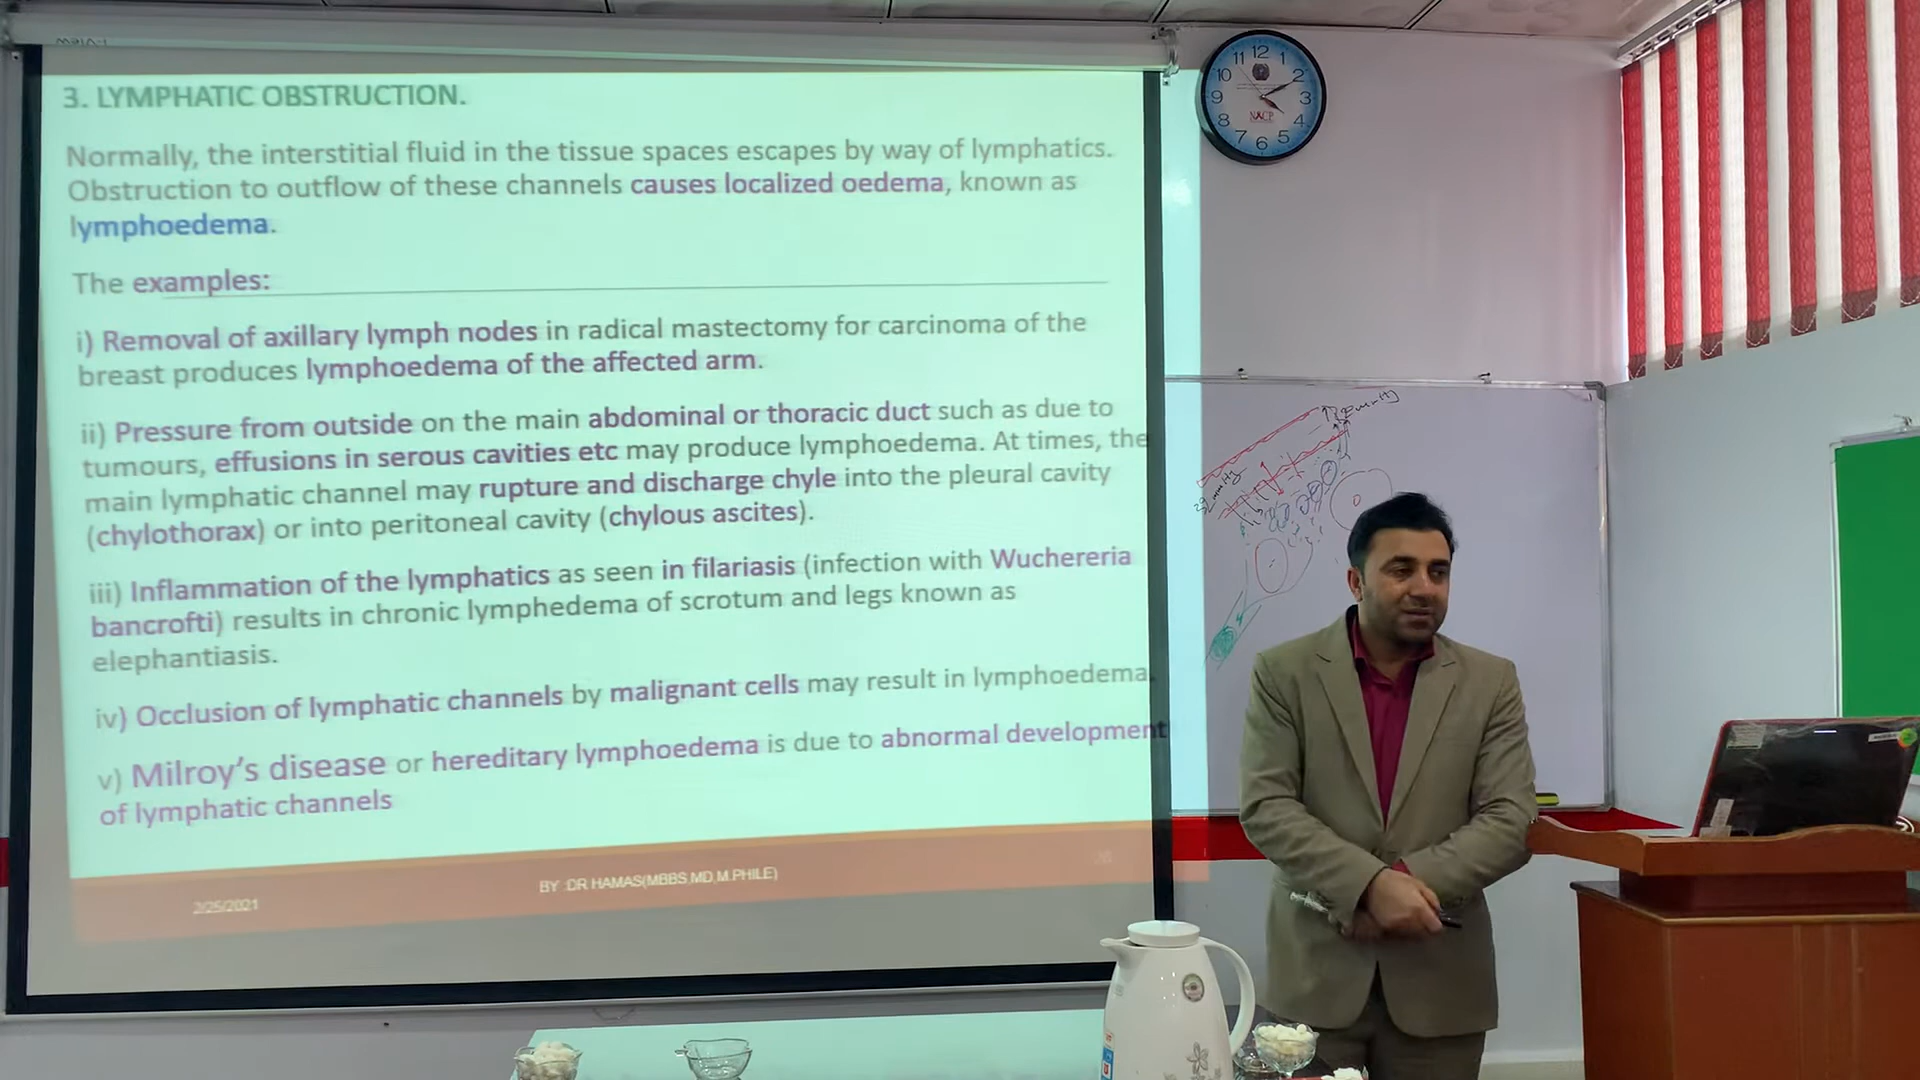 3. LYMPHATIC OBSTRUCTION.
Normally, the interstitial fluid in the tissue spaces escapes by way of lymphatics.
Obstruction to outflow of these channels causes localized oedema, known as
lymphoedema.
The examples:
i) Removal of axillary lymph nodes in radical mastectomy for carcinoma of the
breast produces lymphoedema of the affected arm.
ii) Pressure from outside on the main abdominal or thoracic duct such as due to
tumours, effusions in serous cavities etc may produce lymphoedema. At times, the
main lymphatic channel may rupture and discharge chyle into the pleural cavity
(chylothorax) or into peritoneal cavity (chylous ascites).
iii) Inflammation of the lymphatics as seen in filariasis (infection with Wuchereria
bancrofti) results in chronic lymphedema of scrotum and legs known as
elephantiasis.
iv) Occlusion of lymphatic channels by malignant cells may result in lymphoedema.
v) Milroy's disease or hereditary lymphoedema is due to abnormal development
of lymphatic channels
2/25/2021
BY :DR HAMAS(MBBS,MD,M.PHILE)
12
11 1
10 2
9 3
8 4
7 5
6
NACP
32 mmHg